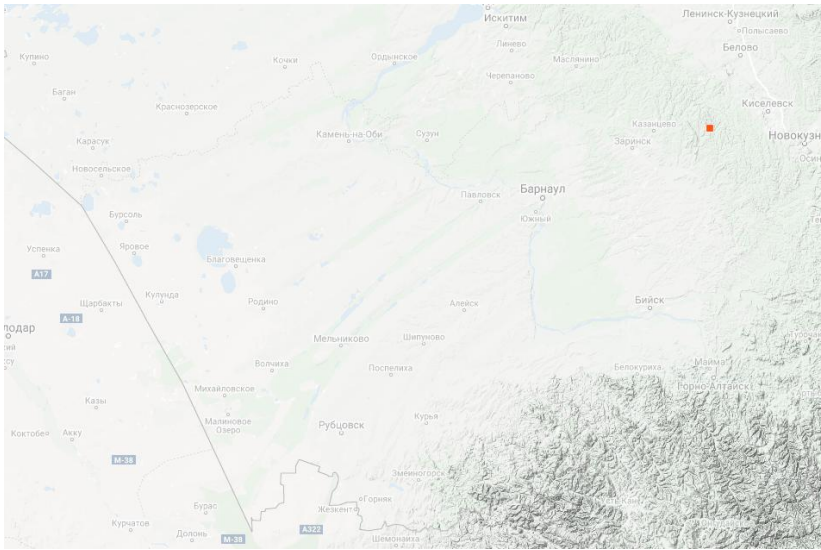 Искитим
Ленинск-Кузнецкий
Полысаево
Линево
Белово
Купино
Кочки
Ордынское
Маслянино
Черепаново
Баган
Краснозерское
Киселевск
Казанцево
Камень-на-Оби
Сузун
Новокузн
Карасук
Заринск
Осин
Новосельское
Барнаул
Павловск
Бурсоль
Южный
Успенка
Яровое
Благовещенка
A17
Кулунда
Щарбакты
Родино
Алейск
Бийск
A-18
лодар
Мельниково
Шипуново
Волчиха
Поспелиха
Белокуриха
Майма
Горно-Алтайск
Михайловское
Казы
Малиновое
Озеро
Рубцовск
Курья
Коктобе
Акку
M-38
Змеиногорск
Горняк
Бурас
Жезкент
Курчатов
A322
Долонь
M-38
Шемонаиха